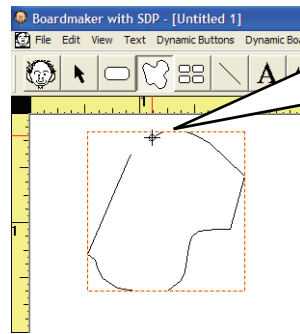 Boardmaker with SDP - [Untitled 1]
File Edit View Text Dynamic Buttons Dynamic Boa
A
1
1